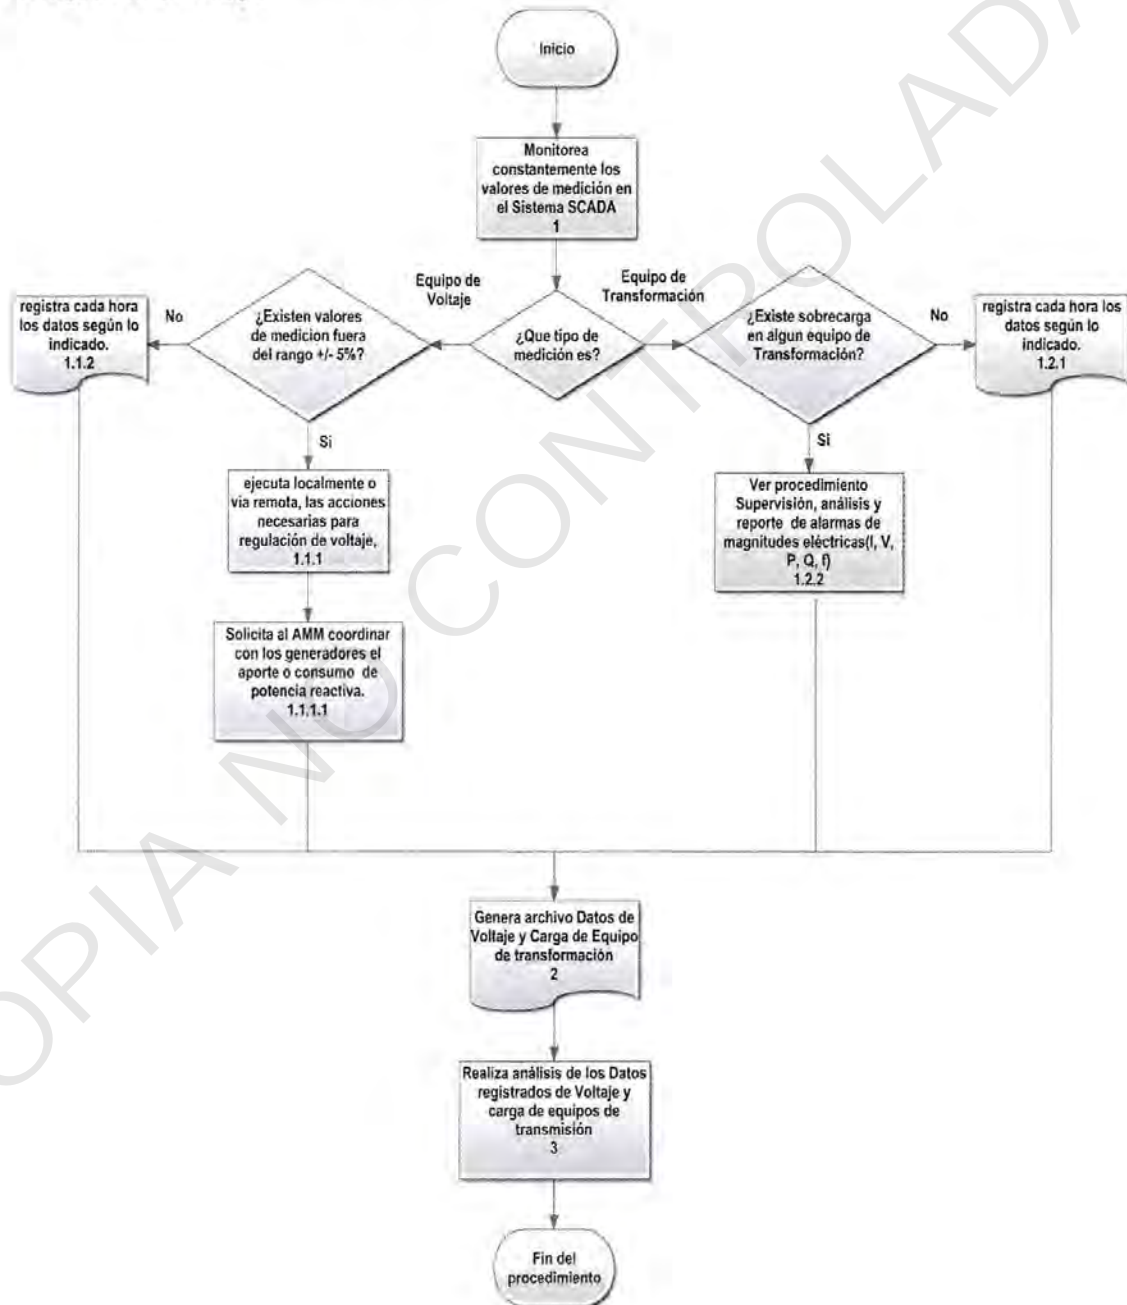 Inicio
Monitorea
constantemente los
valores de medición en
el Sistema SCADA
1
Equipo de
Voltaje
Equipo de
Transformación
¿Que tipo de
medición es?
¿Existen valores
de medicion fuera
del rango +/- 5%?
No
registra cada hora
los datos según lo
indicado.
1.1.2
¿Existe sobrecarga
en algun equipo de
Transformación?
No
registra cada hora los
datos según lo
indicado.
1.2.1
Si
ejecuta localmente o
via remota, las acciones
necesarias para
regulación de voltaje,
1.1.1
Solicita al AMM coordinar
con los generadores el
aporte o consumo de
potencia reactiva.
1.1.1.1
Si
Ver procedimiento
Supervisión, análisis y
reporte de alarmas de
magnitudes eléctricas(I, V,
P, Q, f)
1.2.2
Genera archivo Datos de
Voltaje y Carga de Equipo
de transformación
2
Realiza análisis de los Datos
registrados de Voltaje y
carga de equipos de
transmisión
3
Fin del
procedimiento
OPIA NO CONTROLADA